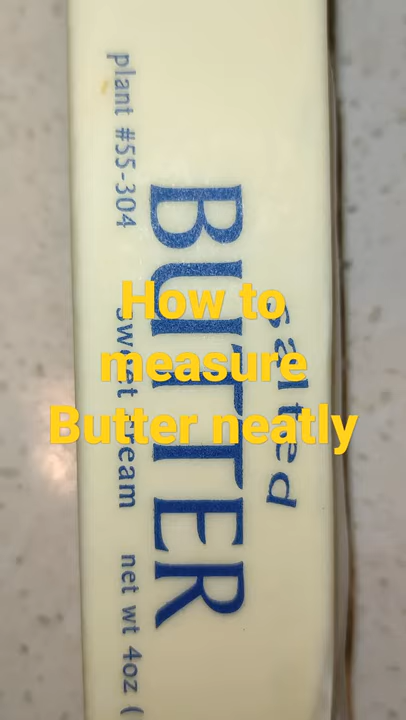 How to
measure
Butter neatly
salted
BUTTER
plant #55-304 sweet cream net wt 4oz (